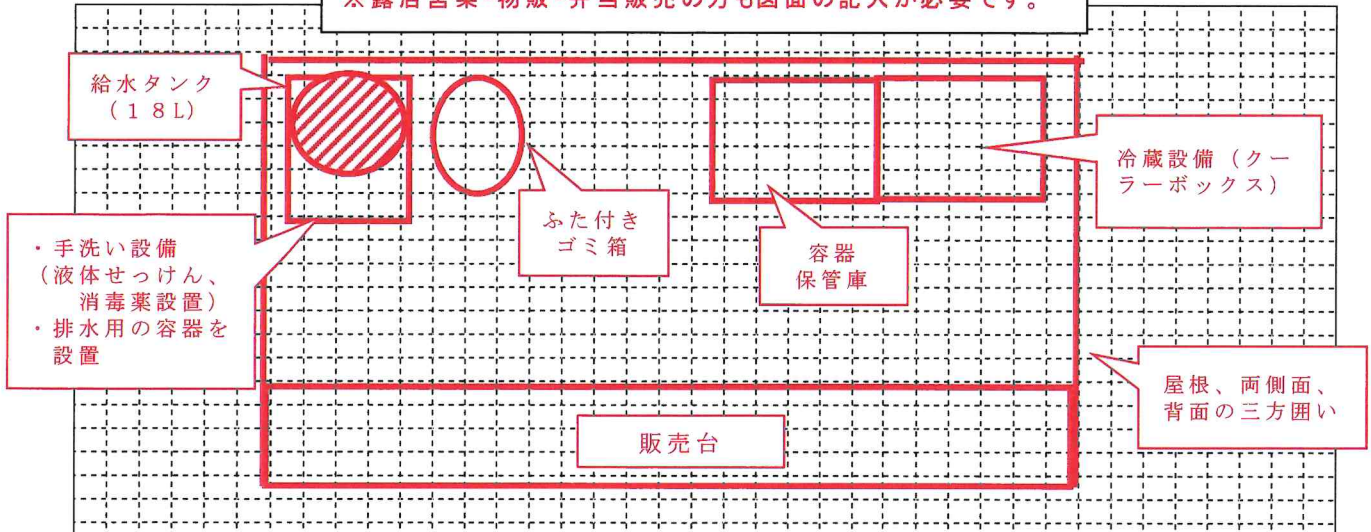 ※露店営業・物販・弁当販売の方も図面の記入が必要です。
給水タンク
(18L)
冷蔵設備(クー
ラーボックス)
ふた付き
ゴミ箱
容器
保管庫
・手洗い設備
(液体せっけん、
消毒薬設置)
・排水用の容器を
設置
屋根、両側面、
背面の三方囲い
販売台